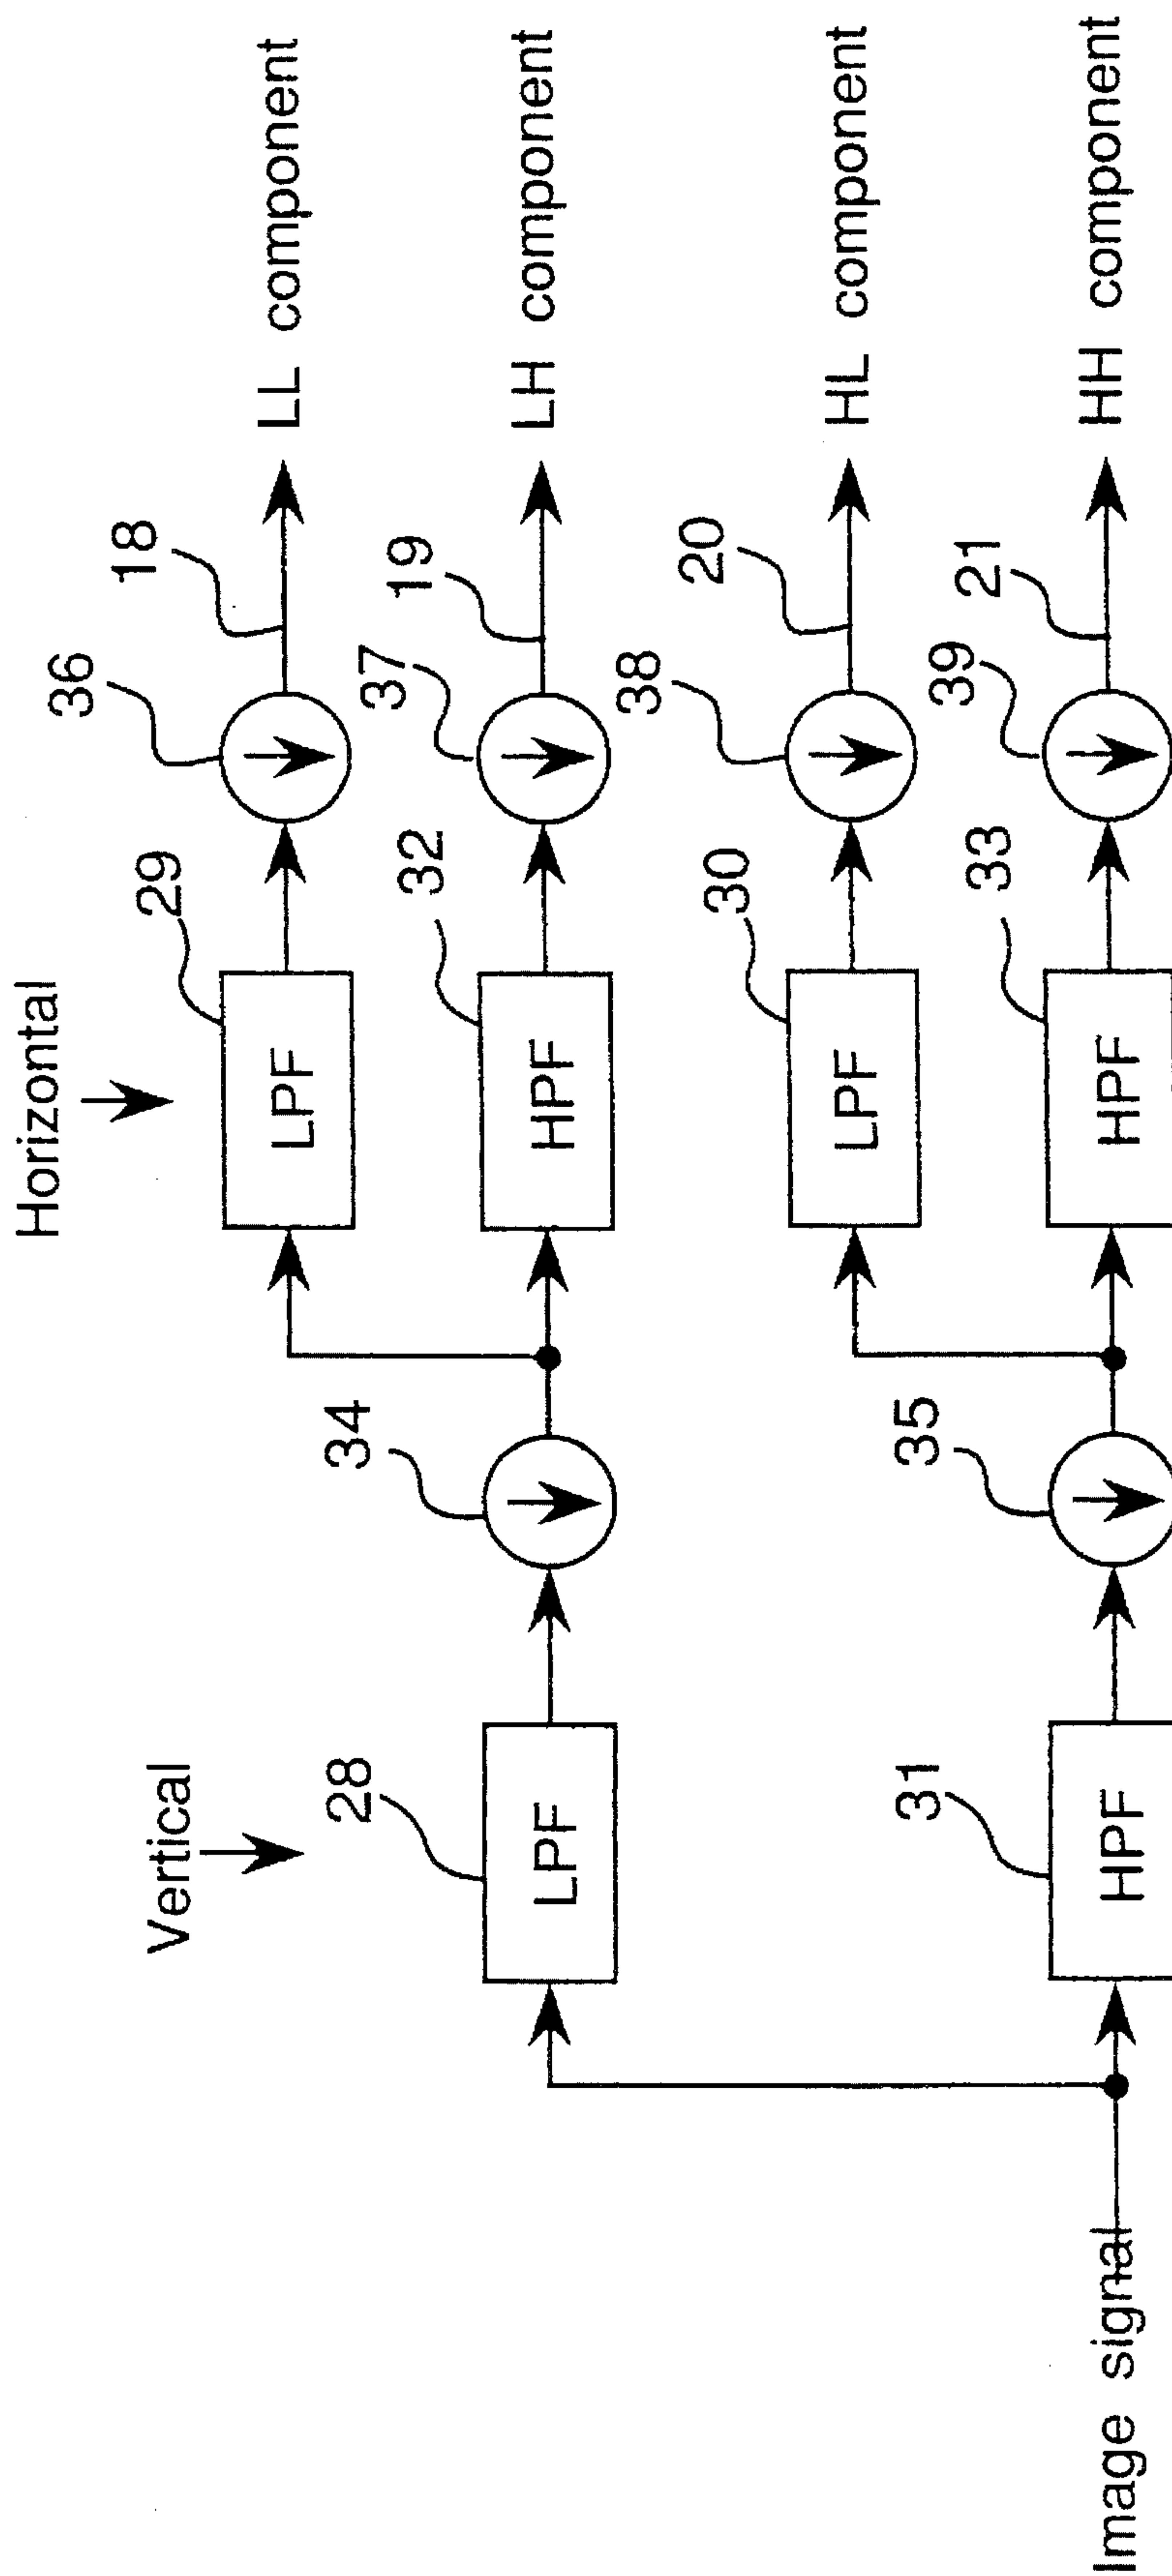 Horizontal
Vertical
29
36
18
LL component
LPF
34
32
37
19
LH component
28
HPF
LPF
30
38
20
HL component
LPF
35
33
39
21
HH component
31
HPF
HPF
Image signal